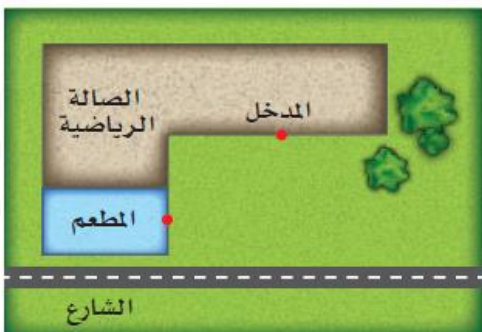 الصالة
الرياضية
المدخل
المطعم
الشارع